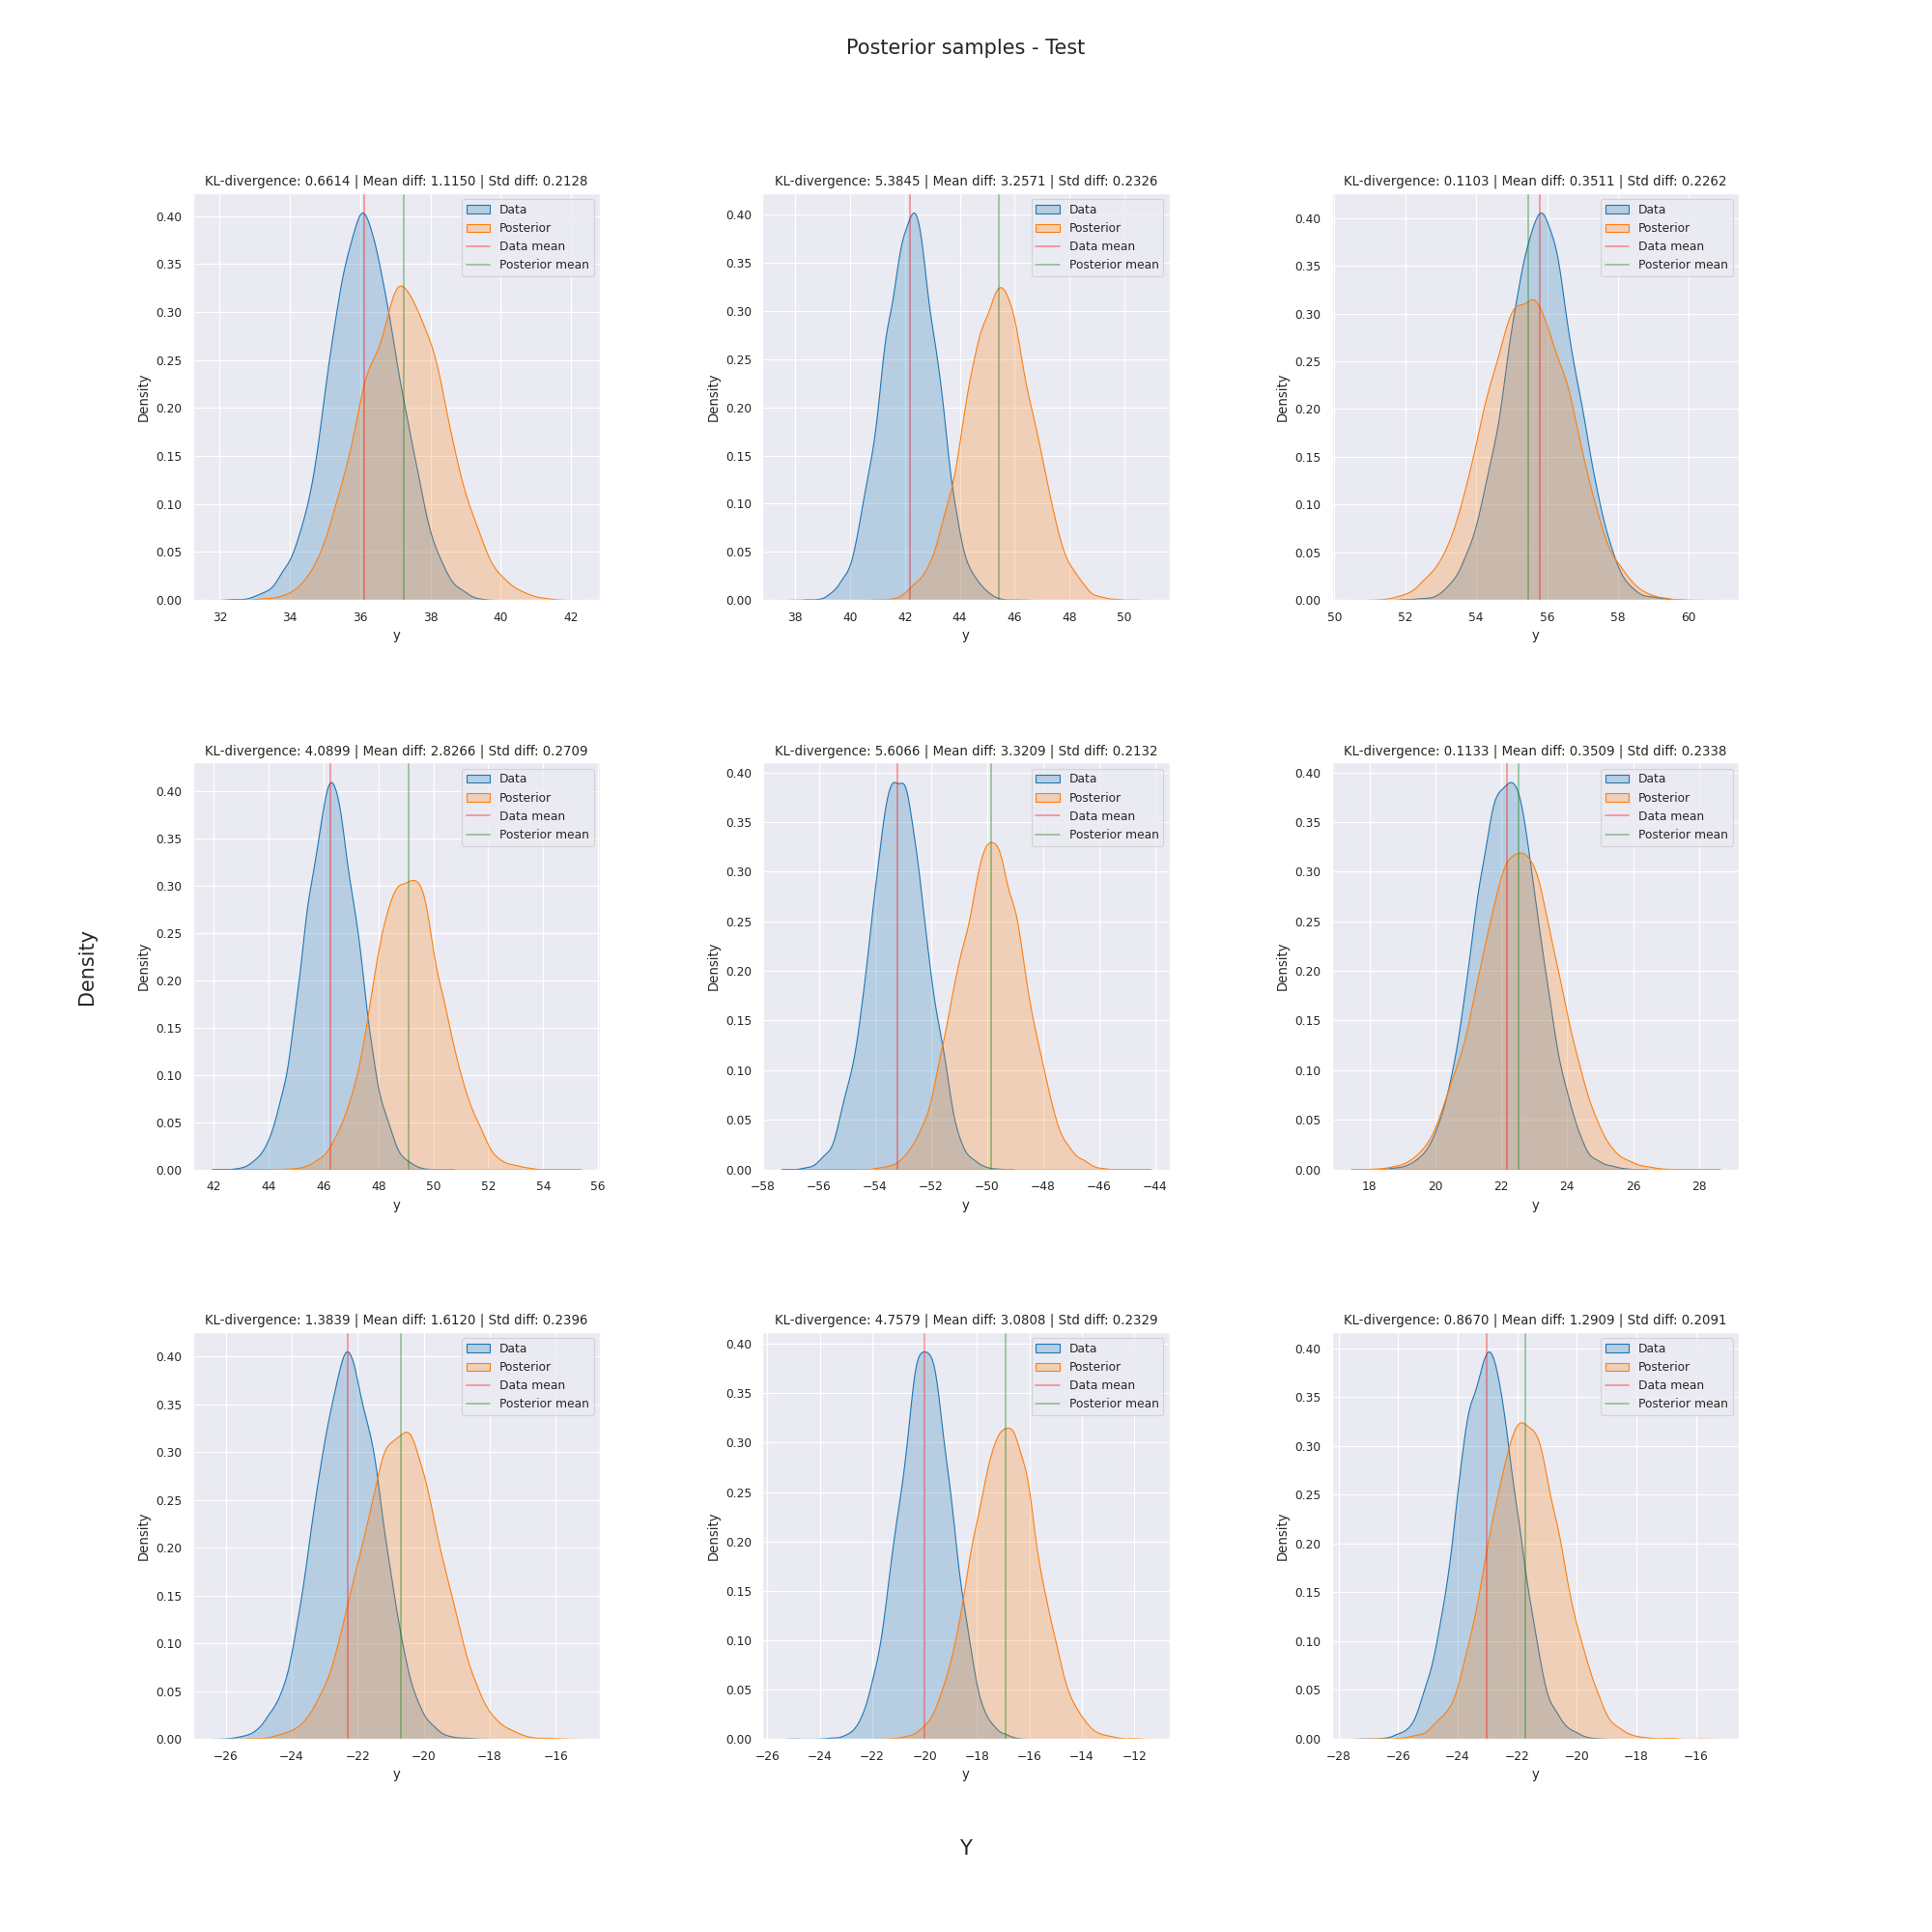 Posterior samples - Test
KL-divergence: 0.6614 | Mean diff: 1.1150 | Std diff: 0.2128
Data
Posterior
Data mean
Posterior mean
0.40
0.35
0.30
0.25
0.20
0.15
0.10
0.05
0.00
Density
32 34 36 38 40 42
y
KL-divergence: 5.3845 | Mean diff: 3.2571 | Std diff: 0.2326
Data
Posterior
Data mean
Posterior mean
0.40
0.35
0.30
0.25
0.20
0.15
0.10
0.05
0.00
Density
38 40 42 44 46 48 50
y
KL-divergence: 0.1103 | Mean diff: 0.3511 | Std diff: 0.2262
Data
Posterior
Data mean
Posterior mean
0.40
0.35
0.30
0.25
0.20
0.15
0.10
0.05
0.00
Density
50 52 54 56 58 60
y
Density
KL-divergence: 4.0899 | Mean diff: 2.8266 | Std diff: 0.2709
Data
Posterior
Data mean
Posterior mean
0.40
0.35
0.30
0.25
0.20
0.15
0.10
0.05
0.00
Density
42 44 46 48 50 52 54 56
y
KL-divergence: 5.6066 | Mean diff: 3.3209 | Std diff: 0.2132
Data
Posterior
Data mean
Posterior mean
0.40
0.35
0.30
0.25
0.20
0.15
0.10
0.05
0.00
Density
−58 −56 −54 −52 −50 −48 −46 −44
y
KL-divergence: 0.1133 | Mean diff: 0.3509 | Std diff: 0.2338
Data
Posterior
Data mean
Posterior mean
0.40
0.35
0.30
0.25
0.20
0.15
0.10
0.05
0.00
Density
18 20 22 24 26 28
y
KL-divergence: 1.3839 | Mean diff: 1.6120 | Std diff: 0.2396
Data
Posterior
Data mean
Posterior mean
0.40
0.35
0.30
0.25
0.20
0.15
0.10
0.05
0.00
Density
−26 −24 −22 −20 −18 −16
y
KL-divergence: 4.7579 | Mean diff: 3.0808 | Std diff: 0.2329
Data
Posterior
Data mean
Posterior mean
0.40
0.35
0.30
0.25
0.20
0.15
0.10
0.05
0.00
Density
−26 −24 −22 −20 −18 −16 −14 −12
y
KL-divergence: 0.8670 | Mean diff: 1.2909 | Std diff: 0.2091
Data
Posterior
Data mean
Posterior mean
0.40
0.35
0.30
0.25
0.20
0.15
0.10
0.05
0.00
Density
−28 −26 −24 −22 −20 −18 −16
y
Y